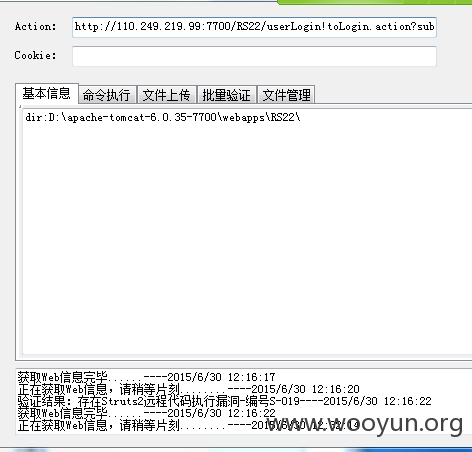 Action: http://110.249.219.99:7700/RS22/userLogin!toLogin.action?sub
Cookie:
基本信息 命令执行 文件上传 批量验证 文件管理
dir:D:\apache-tomcat-6.0.35-7700\webapps\RS22\
获取Web信息完毕......----2015/6/30 12:16:17
正在获取Web信息，请稍等片刻........----2015/6/30 12:16:20
验证结果：存在Struts2远程代码执行漏洞-编号S-019----2015/6/30 12:16:22
获取Web信息完毕......----2015/6/30 12:16:22
正在获取Web信息，请稍等片刻........----2015/6/30
www.wooyun.org